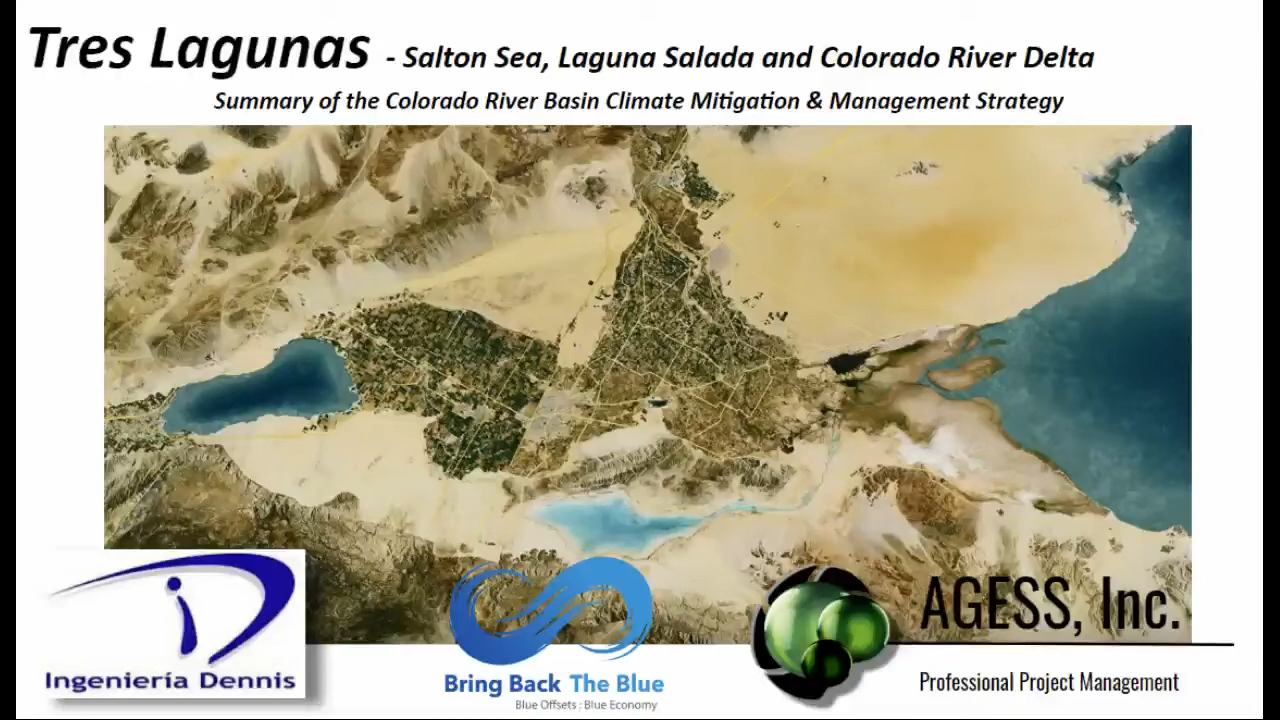 Tres Lagunas - Salton Sea, Laguna Salada and Colorado River Delta
Summary of the Colorado River Basin Climate Mitigation & Management Strategy
Ingeniería Dennis
Bring Back The Blue
Blue Offsets : Blue Economy
AGESS, Inc.
Professional Project Management